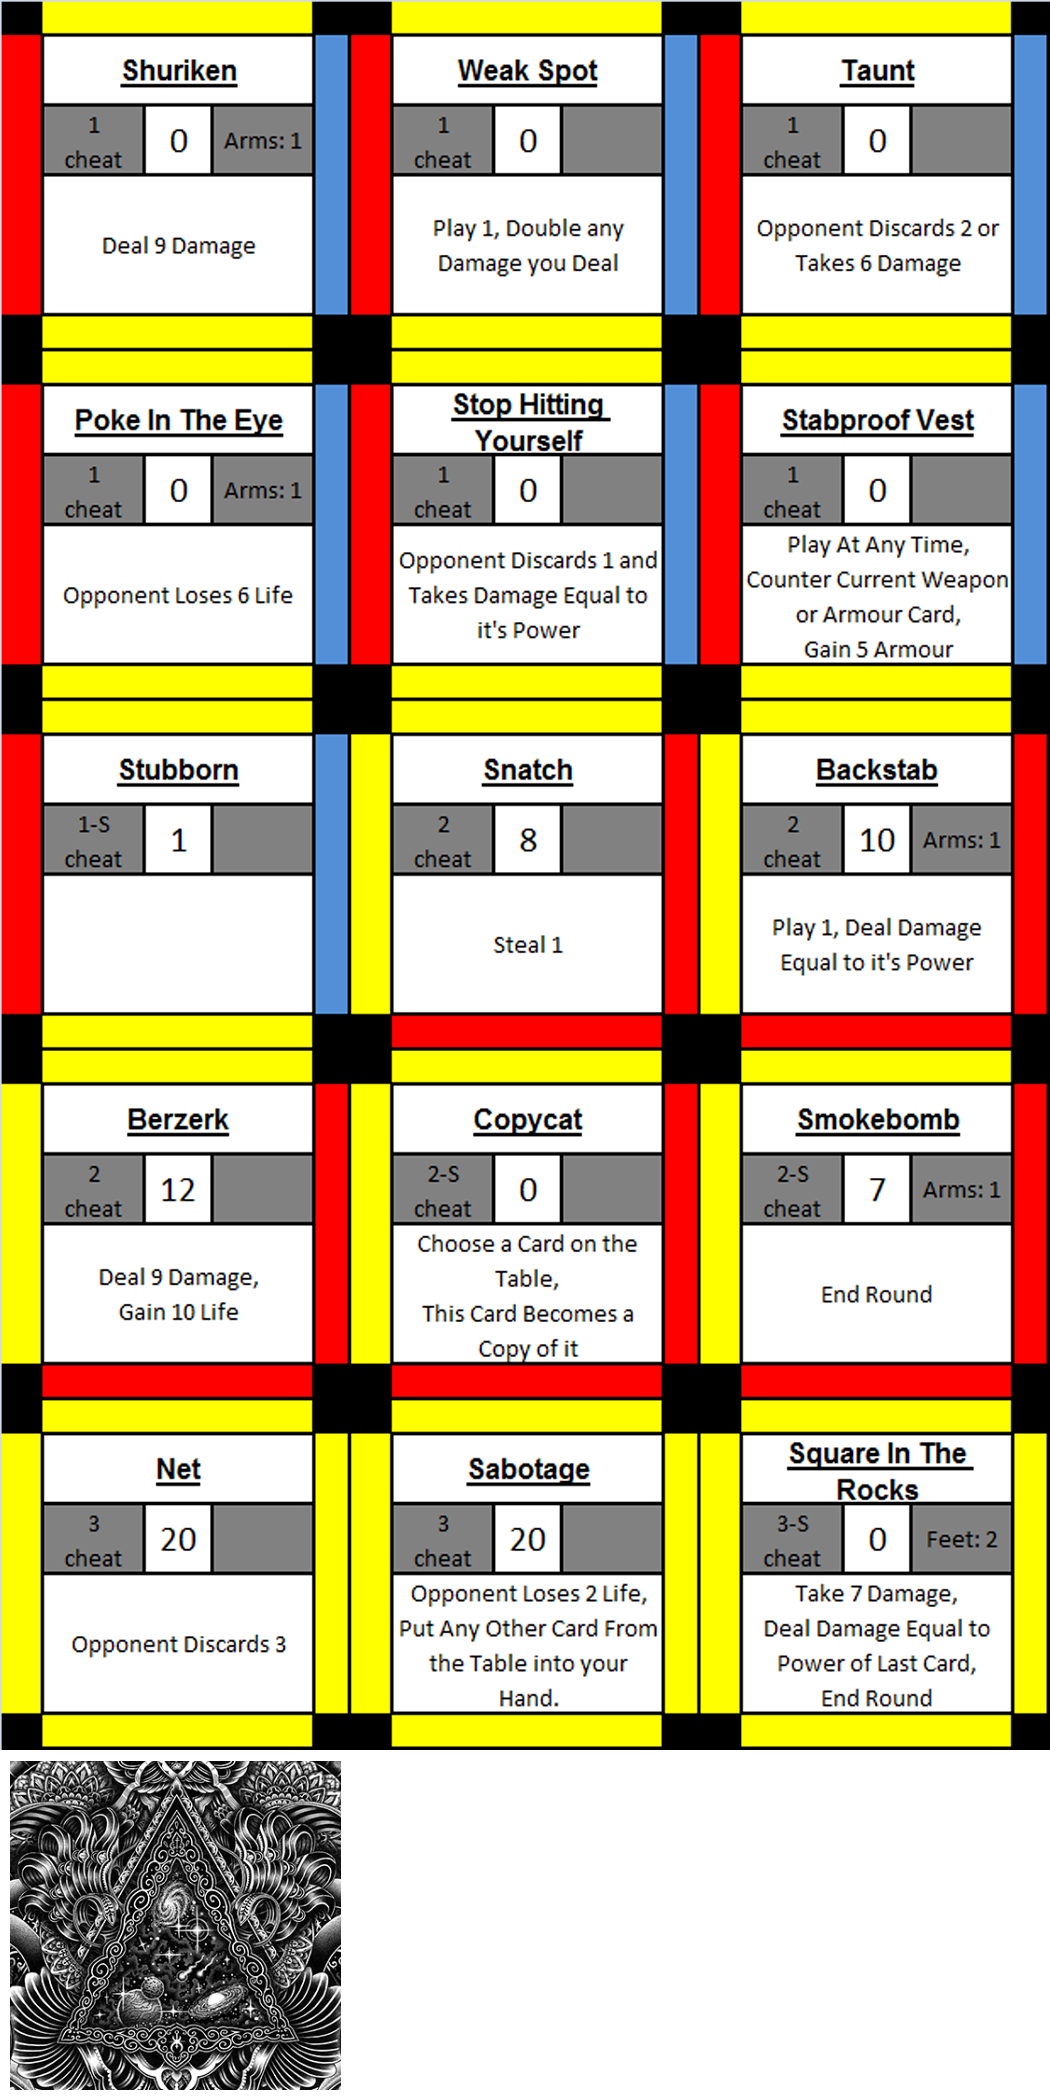 Shuriken
1
cheat
0
Arms: 1
Deal 9 Damage
Weak Spot
1
cheat
0
Play 1, Double any
Damage you Deal
Taunt
1
cheat
0
Opponent Discards 2 or
Takes 6 Damage
Poke In The Eye
1
cheat
0
Arms: 1
Opponent Loses 6 Life
Stop Hitting
Yourself
1
cheat
0
Opponent Discards 1 and
Takes Damage Equal to
it's Power
Stabproof Vest
1
cheat
0
Play At Any Time,
Counter Current Weapon
or Armour Card,
Gain 5 Armour
Stubborn
1-S
cheat
1
Snatch
2
cheat
8
Steal 1
Backstab
2
cheat
10
Arms: 1
Play 1, Deal Damage
Equal to it's Power
Berzerk
2
cheat
12
Deal 9 Damage,
Gain 10 Life
Copycat
2-S
cheat
0
Choose a Card on the
Table,
This Card Becomes a
Copy of it
Smokebomb
2-S
cheat
7
Arms: 1
End Round
Net
3
cheat
20
Opponent Discards 3
Sabotage
3
cheat
20
Opponent Loses 2 Life,
Put Any Other Card From
the Table into your
Hand.
Square In The
Rocks
3-S
cheat
0
Feet: 2
Take 7 Damage,
Deal Damage Equal to
Power of Last Card,
End Round